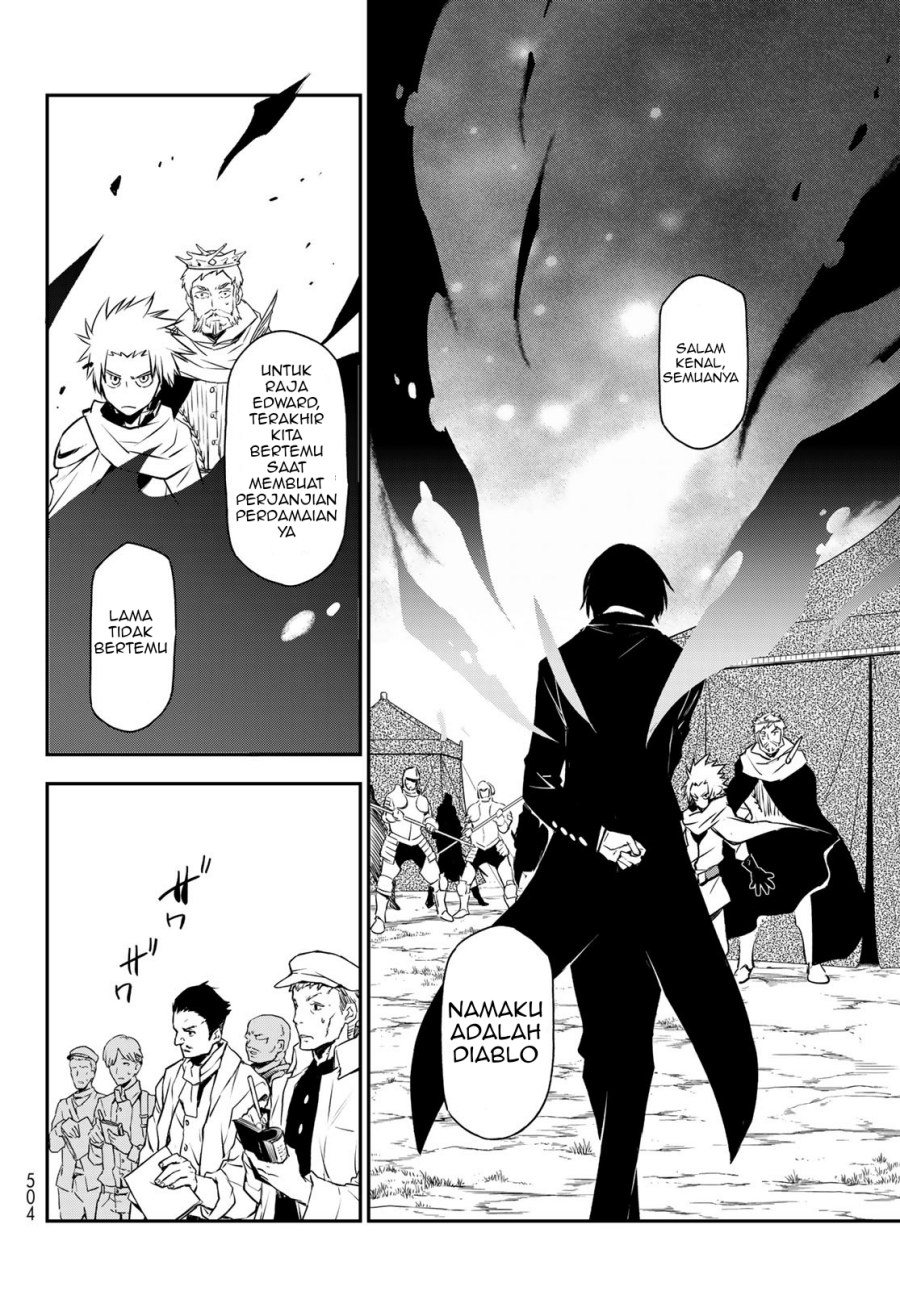 SALAM
KENAL,
SEMUANYA
NAMAKU
ADALAH
DIABLO
UNTUK
RAJA
EDWARD,
TERAKHIR
KITA
BERTEMU
SAAT
MEMBUAT
PERJANJIAN
PERDAMAIAN
YA
LAMA
TIDAK
BERTEMU
ザワ
ザワ
504